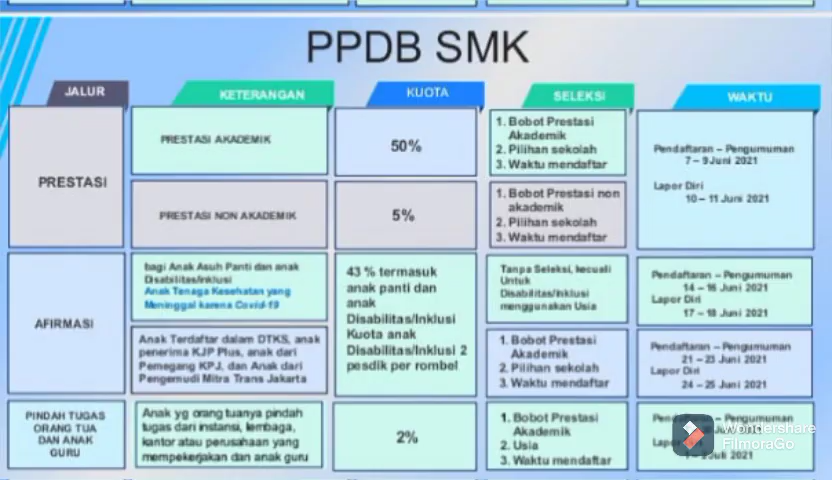 PPDB SMK
JALUR
KETERANGAN
KUOTA
SELEKSI
WAKTU
PRESTASI
PRESTASI AKADEMIK
50%
1. Bobot Prestasi
Akademik
2. Pilihan sekolah
3. Waktu mendaftar
Pendaftaran – Pengumuman
7 – 9 Juni 2021
Lapor Diri
10 – 11 Juni 2021
PRESTASI NON AKADEMIK
5%
1. Bobot Prestasi non
akademik
2. Pilihan sekolah
3. Waktu mendaftar
AFIRMASI
bagi Anak Asuh Panti dan anak
Disabilitas/Inklusi
Anak Tenaga Kesehatan yang
Meninggal karena Covid-19
43 % termasuk
anak panti dan
anak
Disabilitas/Inklusi
Kuota anak
Disabilitas/Inklusi 2
pesdik per rombel
Tanpa Seleksi, kecuali
Untuk
Disabilitas/Inklusi
menggunakan Usia
Pendaftaran – Pengumuman
14 – 16 Juni 2021
Lapor Diri
17 – 18 Juni 2021
Anak Terdaftar dalam DTKS, anak
penerima KJP Plus, anak dari
Pemegang KPJ, dan Anak dari
Pengemudi Mitra Trans Jakarta
1. Bobot Prestasi
Akademik
2. Pilihan sekolah
3. Waktu mendaftar
Pendaftaran – Pengumuman
21 – 23 Juni 2021
Lapor Diri
24 – 25 Juni 2021
PINDAH TUGAS
ORANG TUA
DAN ANAK
GURU
Anak yg orang tuanya pindah
tugas dari instansi, lembaga,
kantor atau perusahaan yang
mempekerjakan dan anak guru
2%
1. Bobot Prestasi
Akademik
2. Usia
3. Waktu mendaftar
Pendaftaran – Pengumuman
Juli 2021
Wondershare
FilmoraGo